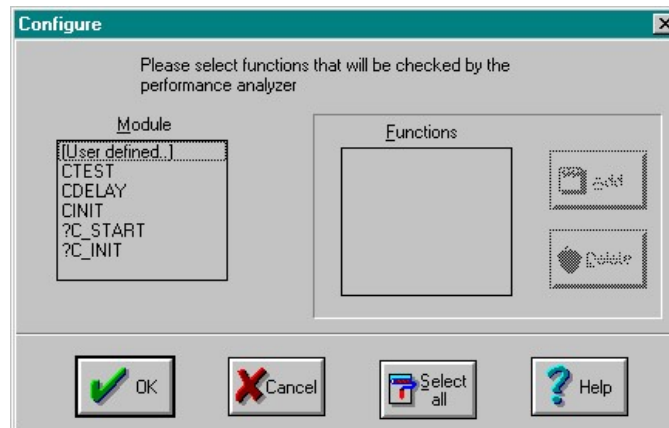 Configure
Please select functions that will be checked by the
performance analyzer
Module
[User defined..]
CTEST
CDELAY
CINIT
?C_START
?C_INIT
Functions
Add
Delete
OK
Cancel
Select
all
Help